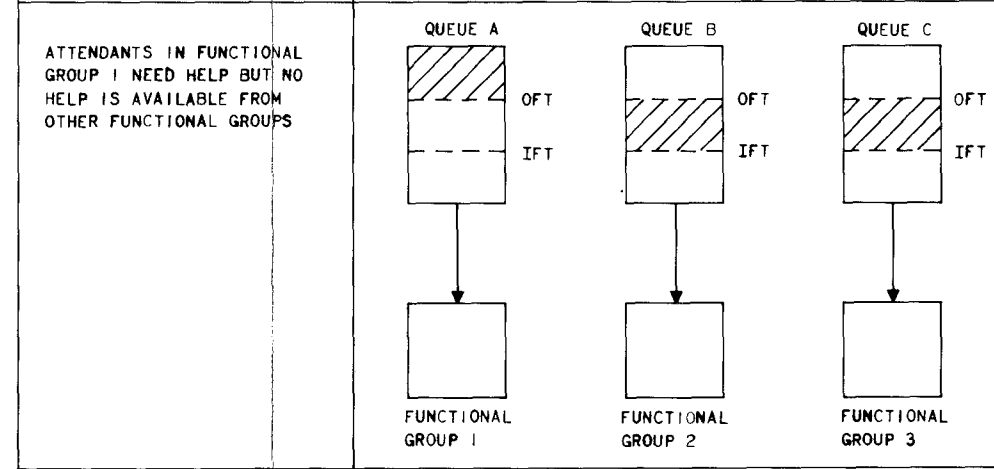 ATTENDANTS IN FUNCTIONAL
GROUP 1 NEED HELP BUT NO
HELP IS AVAILABLE FROM
OTHER FUNCTIONAL GROUPS
QUEUE A
OFT
IFT
FUNCTIONAL
GROUP 1
QUEUE B
OFT
IFT
FUNCTIONAL
GROUP 2
QUEUE C
OFT
IFT
FUNCTIONAL
GROUP 3